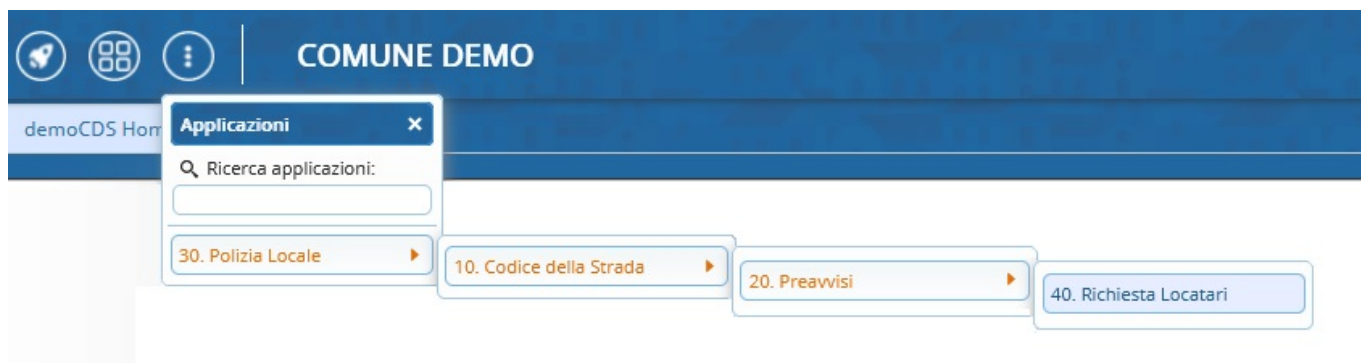 COMUNE DEMO
demoCDS Hom
Applicazioni
Ricerca applicazioni:
30. Polizia Locale
10. Codice della Strada
20. Preavvisi
40. Richiesta Locatari